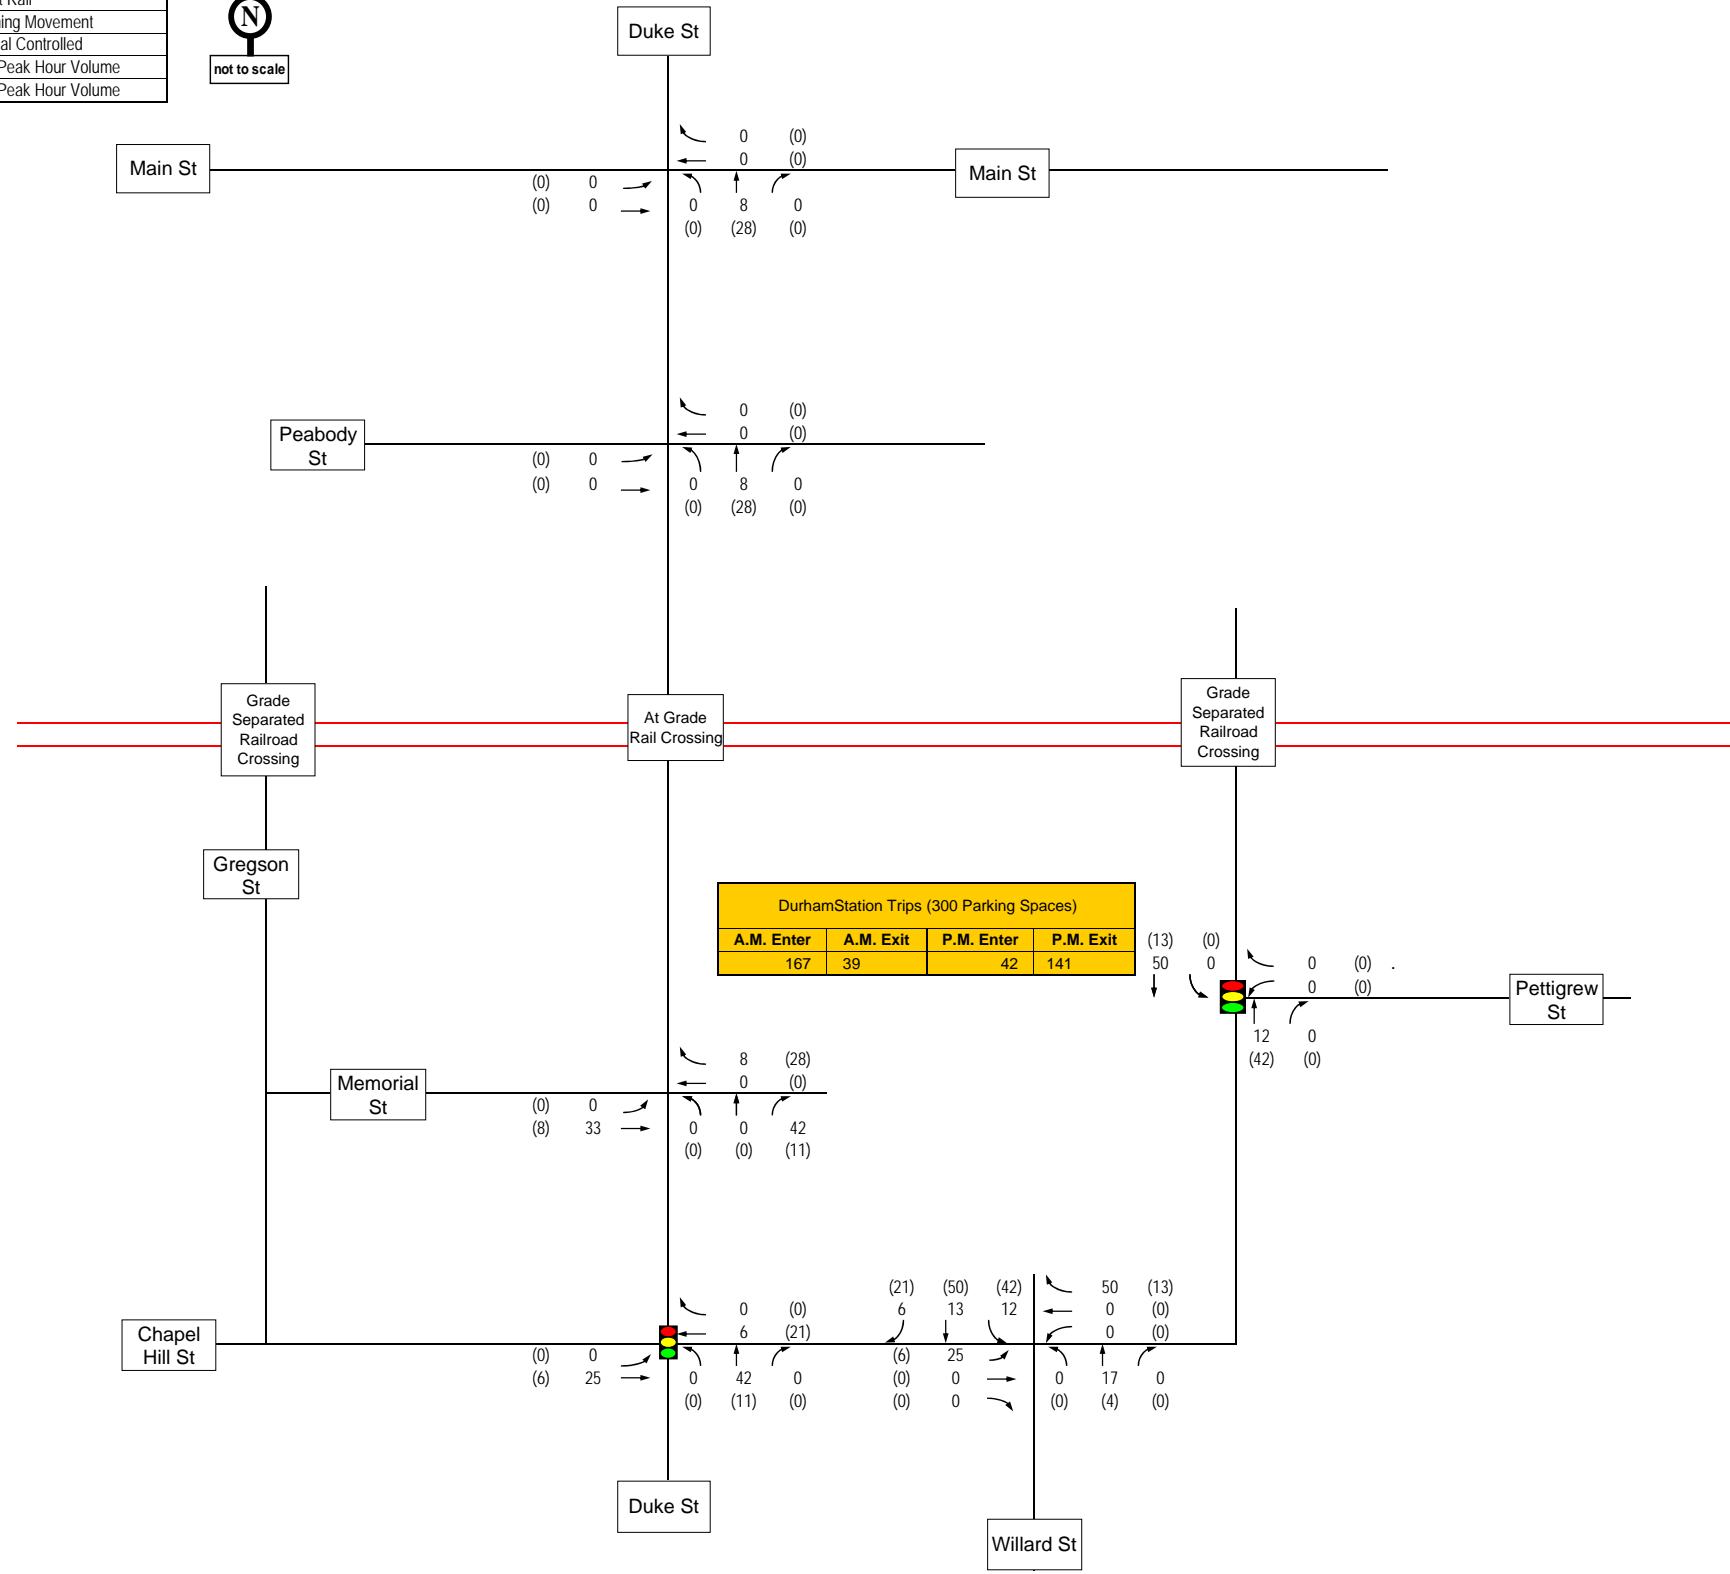 Rail
Movement
Controlled
Peak Hour Volume
Peak Hour Volume
N
not to scale
Duke St
0 (0)
0 (0)
Main St
Main St
(0) 0
(0) 0
0 8 0
(0) (28) (0)
0 (0)
0 (0)
Peabody
St
(0) 0
(0) 0
0 8 0
(0) (28) (0)
Grade
Separated
Railroad
Crossing
At Grade
Rail Crossing
Grade
Separated
Railroad
Crossing
Gregson
St
DurhamStation Trips (300 Parking Spaces)
A.M. Enter A.M. Exit P.M. Enter P.M. Exit
167 39 42 141
(13) (0)
50 0
0 (0) .
0 (0)
Pettigrew
St
12 0
(42) (0)
8 (28)
0 (0)
Memorial
St
(0) 0
(8) 33
0 0 42
(0) (0) (11)
(21) (50) (42)
6 13 12
50 (13)
0 (0)
0 (0)
0 (0)
6 (21)
Chapel
Hill St
(0) 0
(6) 25
0 42 0
(0) (11) (0)
(6) 25
(0) 0
(0) 0
0 17 0
(0) (4) (0)
Duke St
Willard St